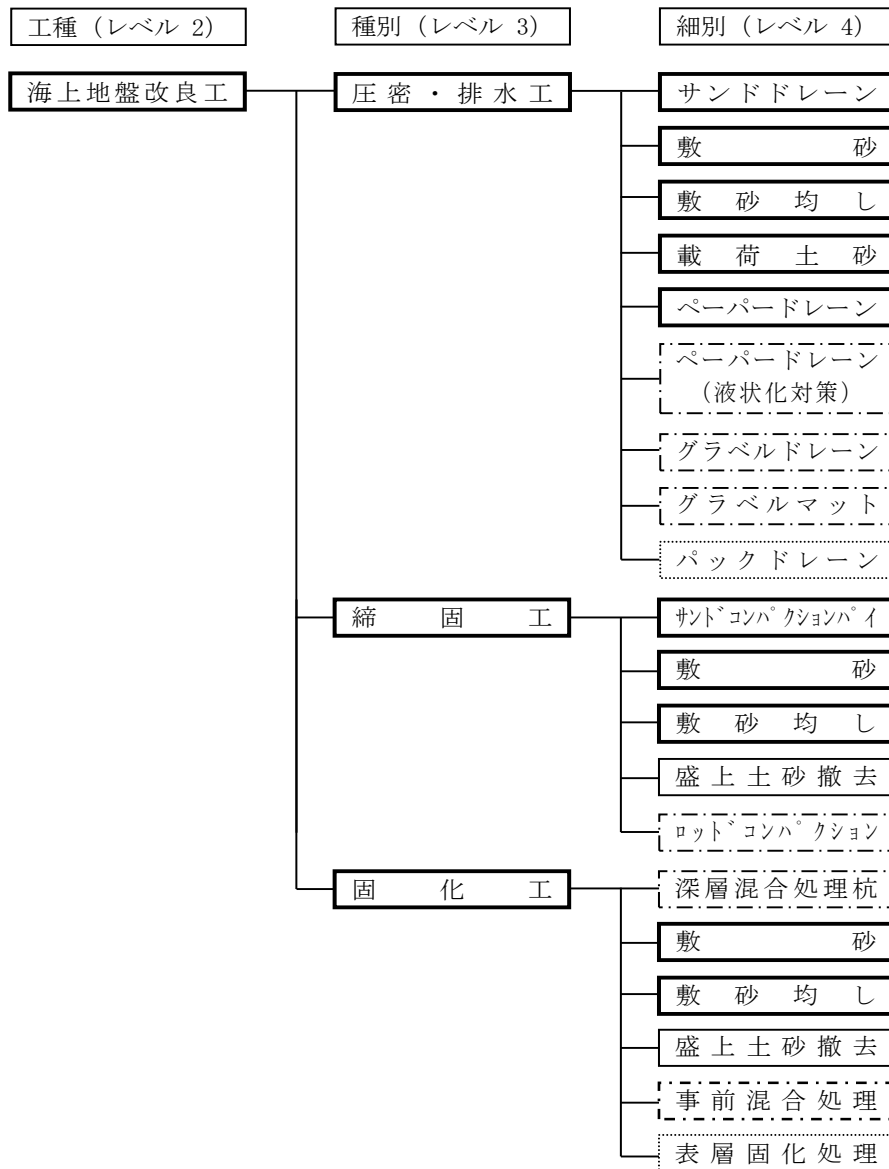 工種（レベル 2）
種別（レベル 3）
細別（レベル 4）
海上地盤改良工
圧密・排水工
サンドドレーン
敷砂
敷砂均し
載荷土砂
ペーパードレーン
ペーパードレーン
（液状化対策）
グラベルドレーン
グラベルマット
パックドレーン
締固工
ｻﾝﾄﾞｺﾝﾊﾟｸｼｮﾝﾊﾟｲ
敷砂
敷砂均し
盛上土砂撤去
ﾛｯﾄﾞｺﾝﾊﾟｸｼｮﾝ
固化工
深層混合処理杭
敷砂
敷砂均し
盛上土砂撤去
事前混合処理
表層固化処理